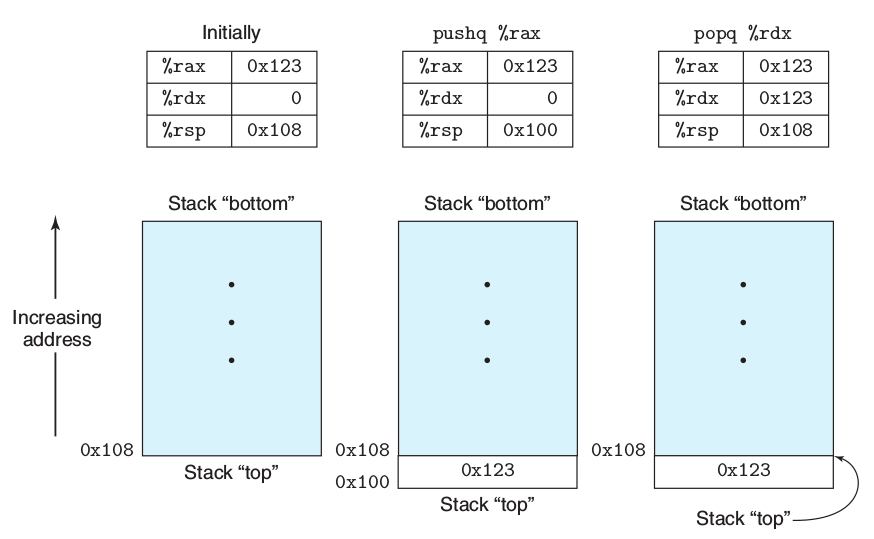 Initially
%rax 0x123
%rdx 0
%rsp 0x108
pushq %rax
%rax 0x123
%rdx 0
%rsp 0x100
popq %rdx
%rax 0x123
%rdx 0x123
%rsp 0x108
Increasing
address
Stack “bottom”
0x108
Stack “top”
Stack “bottom”
0x108
0x123
0x100
Stack “top”
Stack “bottom”
0x108
0x123
Stack “top”